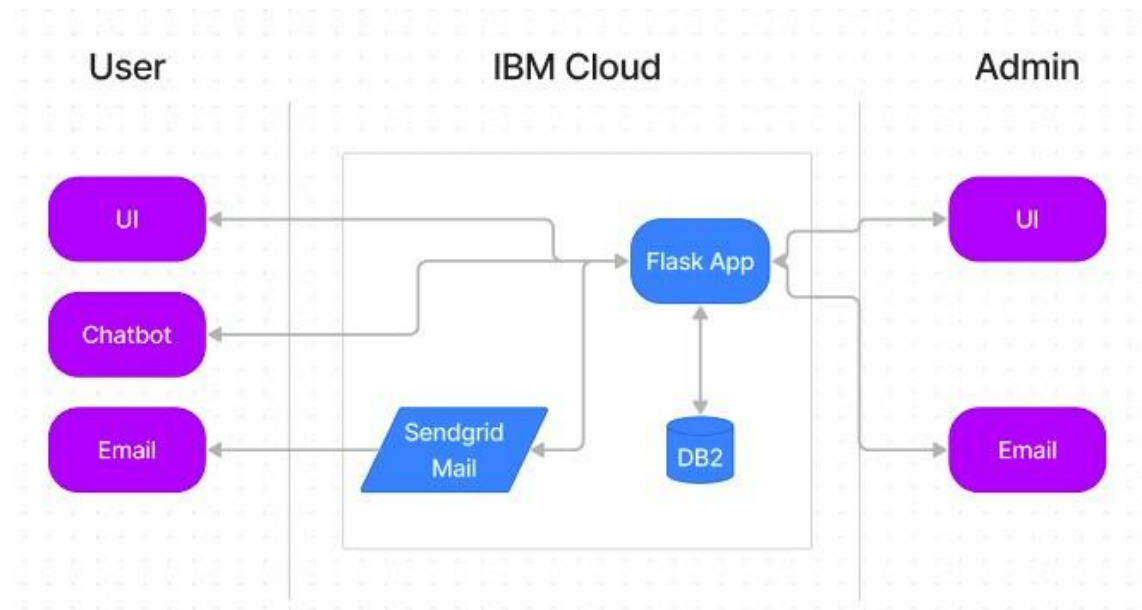 User
IBM Cloud
Admin
UI
Chatbot
Email
Flask App
Sendgrid
Mail
DB2
UI
Email